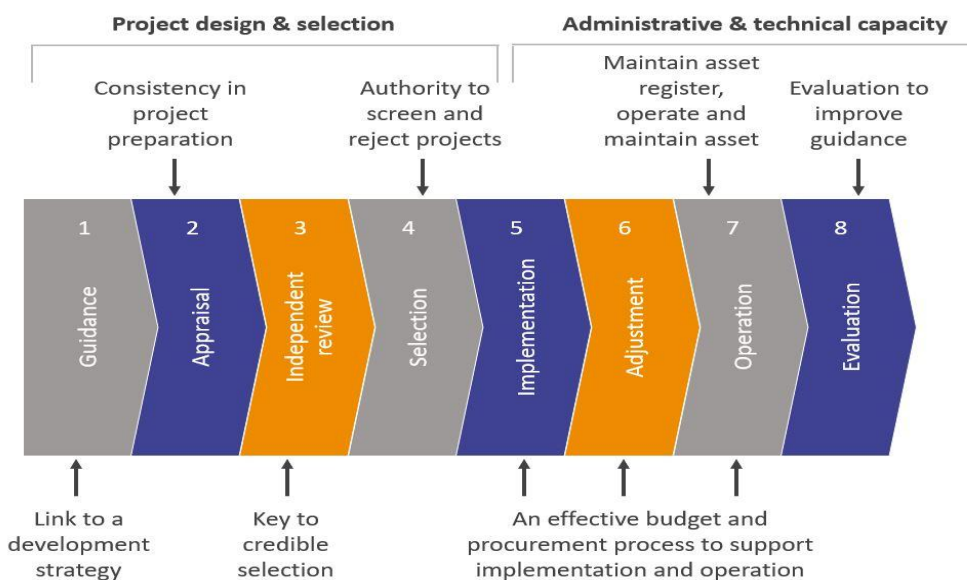 Project design & selection
Administrative & technical capacity
Consistency in
project
preparation
Authority to
screen and
reject projects
Maintain asset
register,
operate and
maintain asset
Evaluation to
improve
guidance
1
Guidance
2
Appraisal
3
Independent
review
4
Selection
5
Implementation
6
Adjustment
7
Operation
8
Evaluation
Link to a
development
strategy
Key to
credible
selection
An effective budget and
procurement process to support
implementation and operation